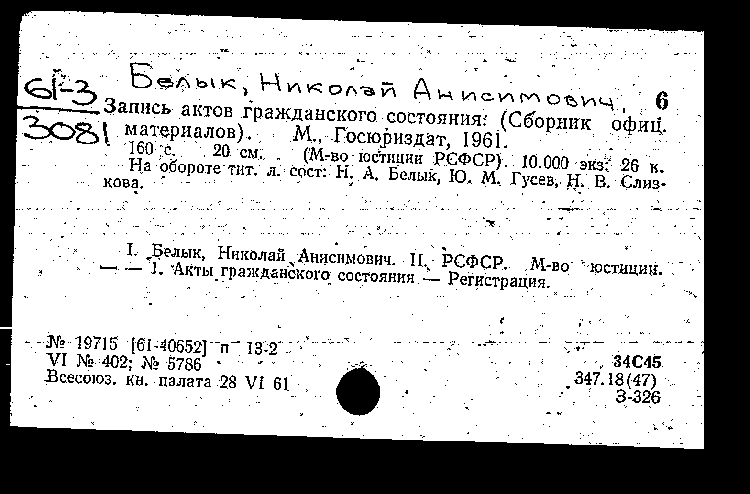 Белык, Николай Анисимович. 6
61-3
3081
Запись актов гражданского состояния: (Сборник офиц.
материалов). М., Госюриздат, 1961.
160 с. 20 см. (М-во юстиции РСФСР). 10.000 экз. 26 к.
На обороте тит. л. сост: Н. А. Белык, Ю. М. Гусев, Н. В. Слиз-
кова.
I. Белык, Николай Анисимович. II. РСФСР. М-во юстиции.
— — 1. Акты гражданского состояния — Регистрация.
№ 19715 [61-40652] п 13-2
VI № 402; № 5786
Всесоюз. кн. палата 28 VI 61
34С45
347.18(47)
З-326